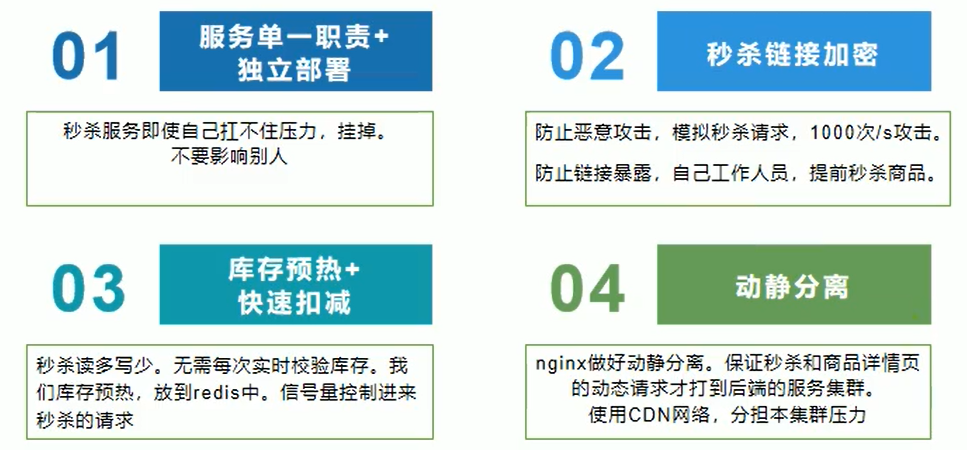 01
服务单一职责+
独立部署
秒杀服务即使自己扛不住压力，挂掉。
不要影响别人
02
秒杀链接加密
防止恶意攻击，模拟秒杀请求，1000次/s攻击。
防止链接暴露，自己工作人员，提前秒杀商品。
03
库存预热+
快速扣减
秒杀读多写少。无需每次实时校验库存。我
们库存预热，放到redis中。信号量控制进来
秒杀的请求
04
动静分离
nginx做好动静分离。保证秒杀和商品详情页
的动态请求才打到后端的服务集群。
使用CDN网络，分担本集群压力